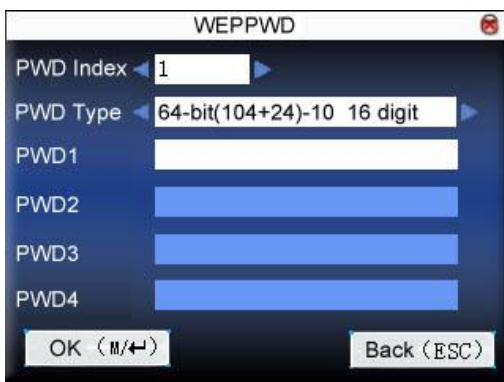 WEPPWD
PWD Index 1
PWD Type 64-bit(104+24)-10 16 digit
PWD1
PWD2
PWD3
PWD4
OK (M/↵) Back (ESC)